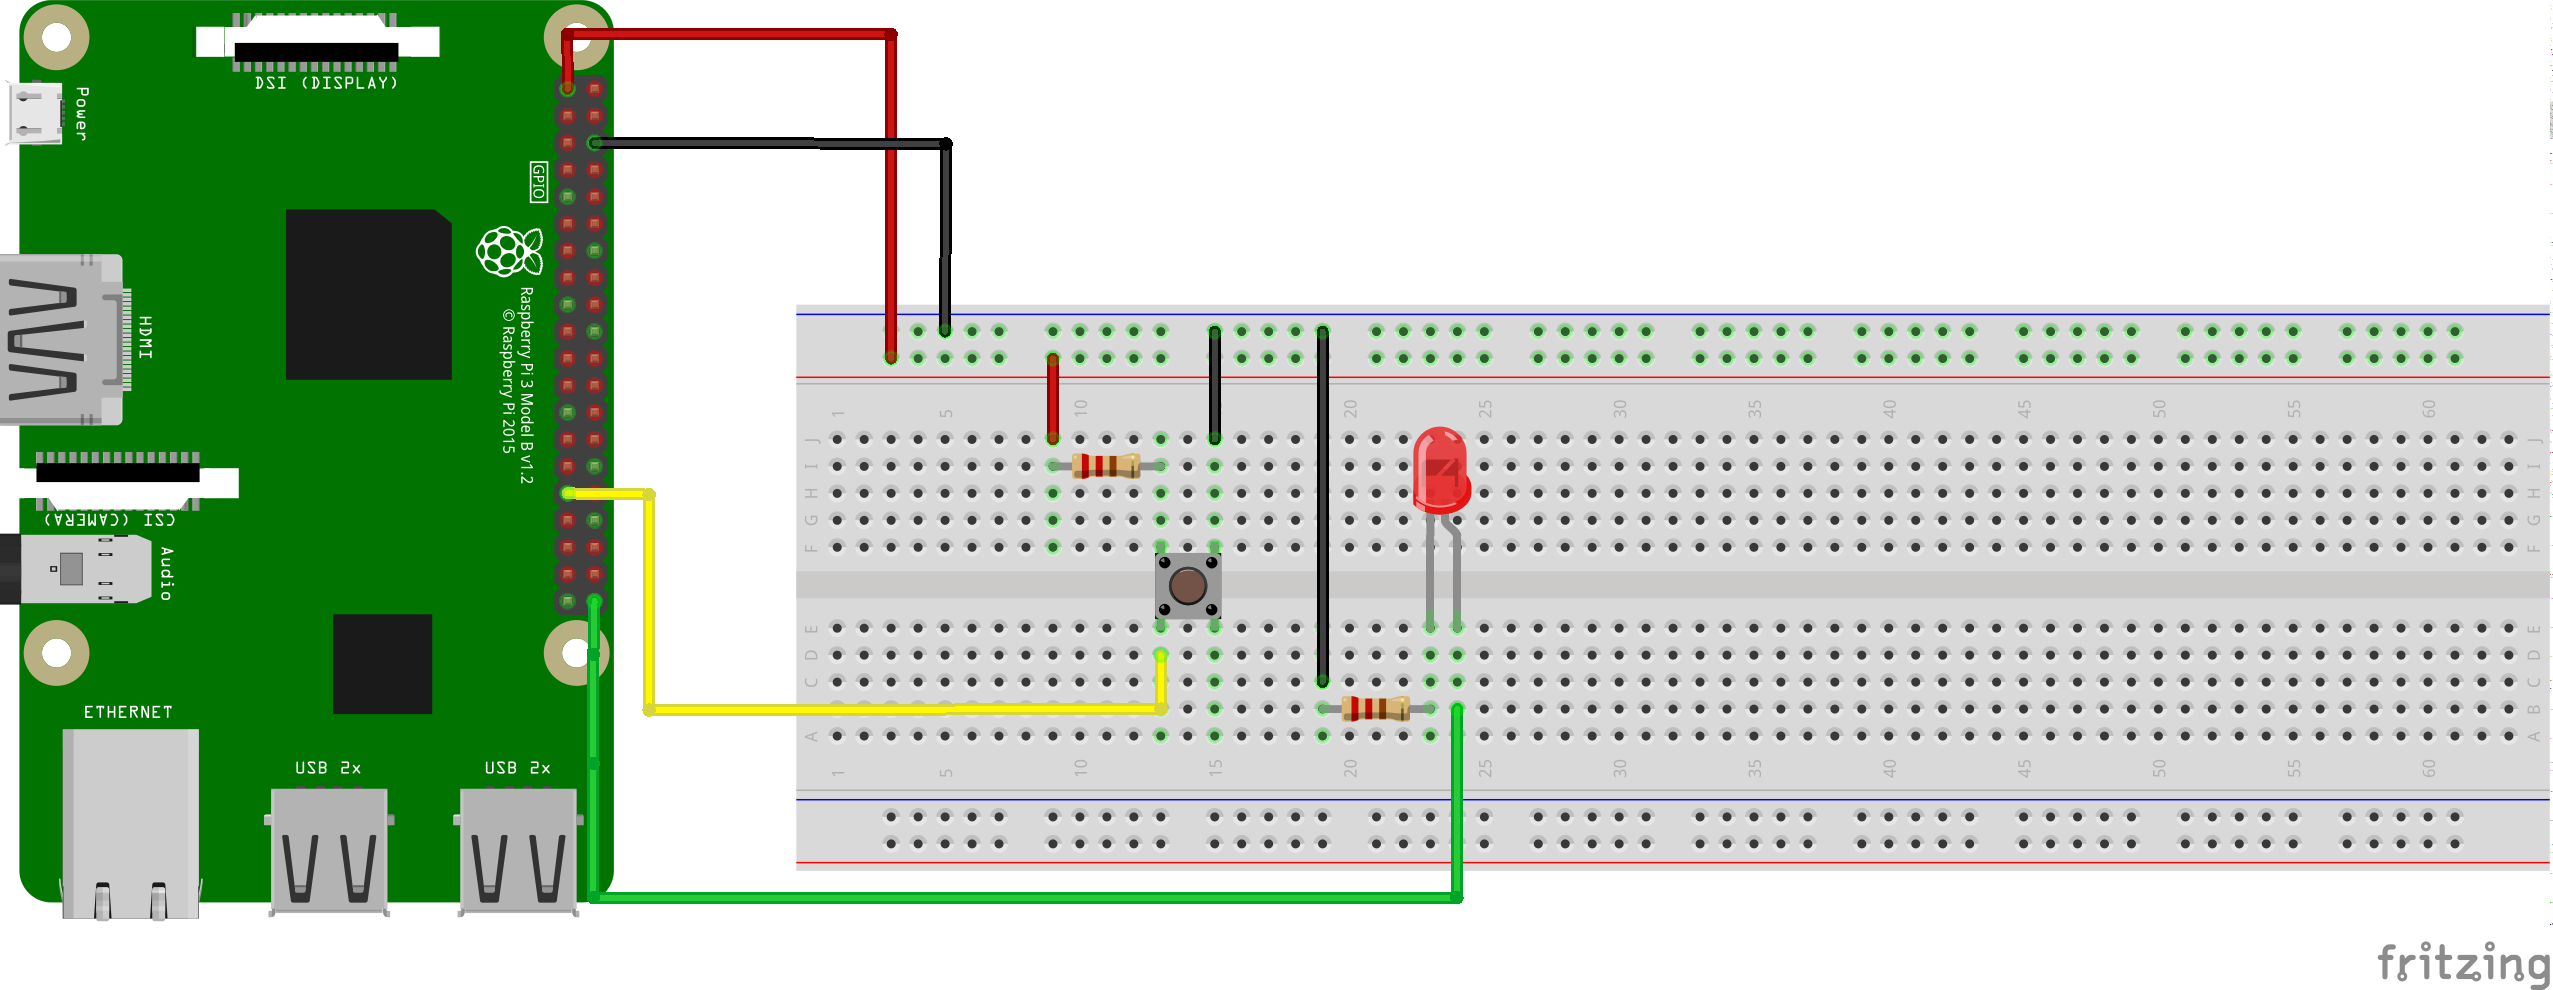 DSI (DISPLAY)
Power
GPIO
Raspberry Pi 3 Model B v1.2
© Raspberry Pi 2015
HDMI
CSI (CAMERA)
Audio
ETHERNET
USB 2x
USB 2x
1 5 10 15 20 25 30 35 40 45 50 55 60
J J
I I
H H
G G
F F
E E
D D
C C
B
A A
1 5 10 15 20 25 30 35 40 45 50 55 60
fritzing